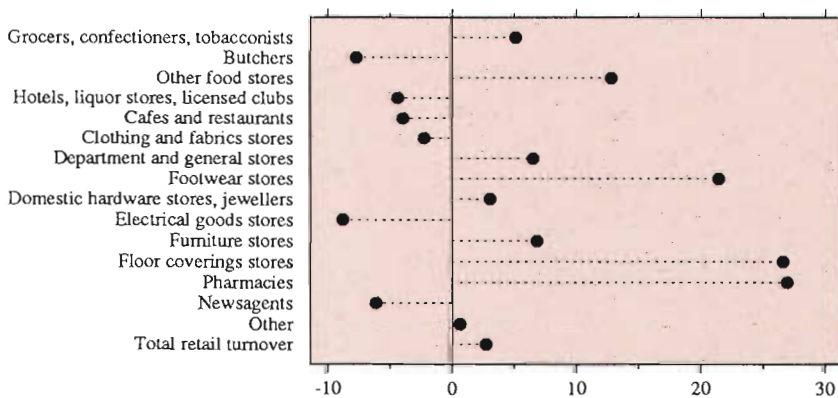 Grocers, confectioners, tobacconists
Butchers
Other food stores
Hotels, liquor stores, licensed clubs
Cafes and restaurants
Clothing and fabrics stores
Department and general stores
Footwear stores
Domestic hardware stores, jewellers
Electrical goods stores
Furniture stores
Floor coverings stores
Pharmacies
Newsagents
Other
Total retail turnover
-10 0 10 20 30